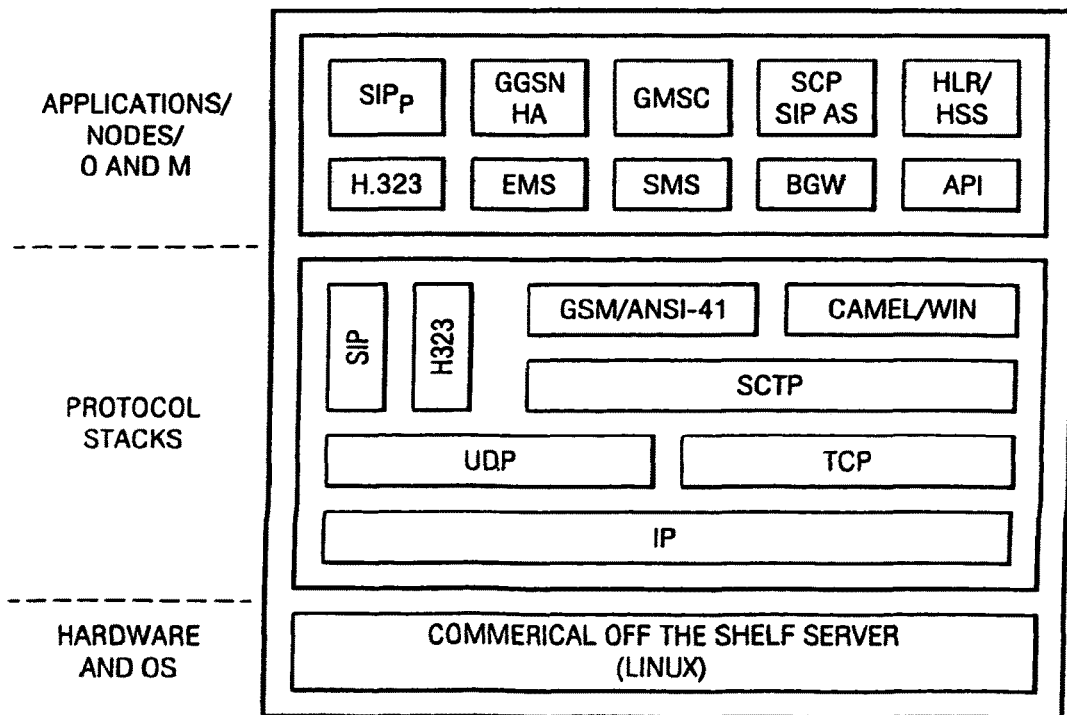 APPLICATIONS/
NODES/
O AND M
SIPP
GGSN
HA
GMSC
SCP
SIP AS
HLR/
HSS
H.323
EMS
SMS
BGW
API
PROTOCOL
STACKS
SIP
H323
GSM/ANSI-41
CAMEL/WIN
SCTP
UDP
TCP
IP
HARDWARE
AND OS
COMMERICAL OFF THE SHELF SERVER
(LINUX)